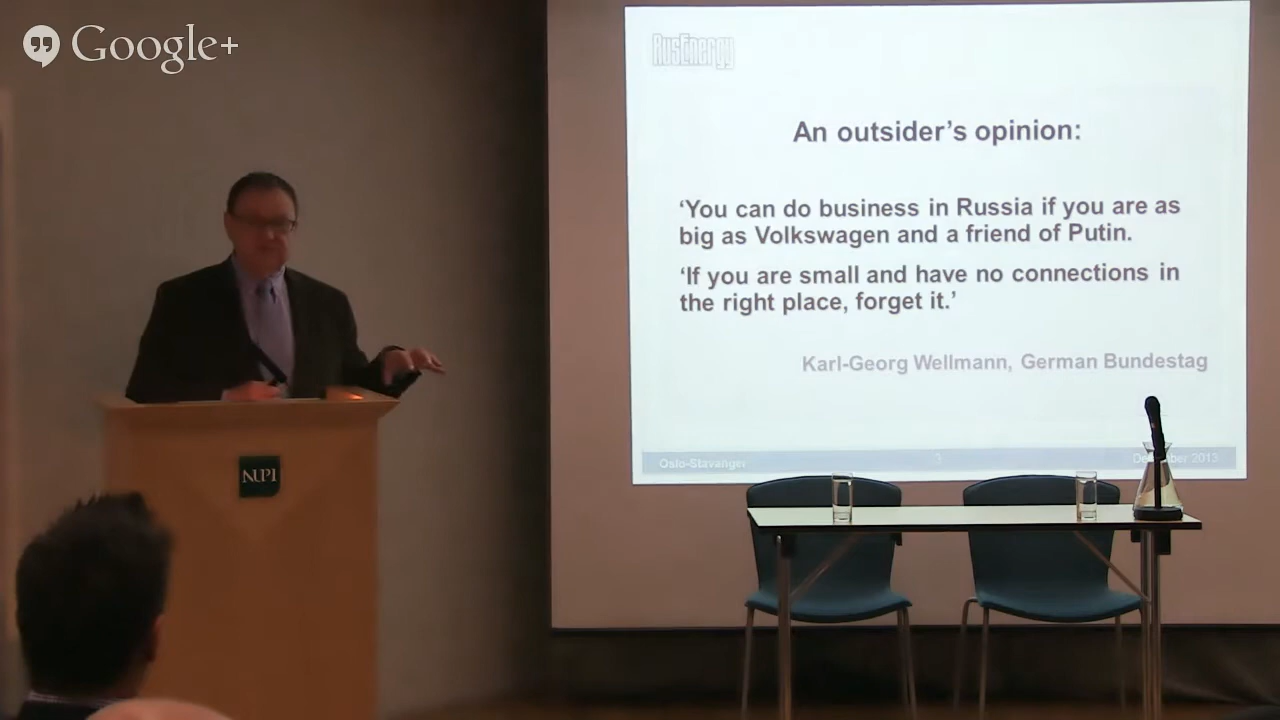 Google+
RusEnergy
An outsider's opinion:
‘You can do business in Russia if you are as
big as Volkswagen and a friend of Putin.
‘If you are small and have no connections in
the right place, forget it.’
Karl-Georg Wellmann, German Bundestag
Oslo-Stavanger
2013
NUPI